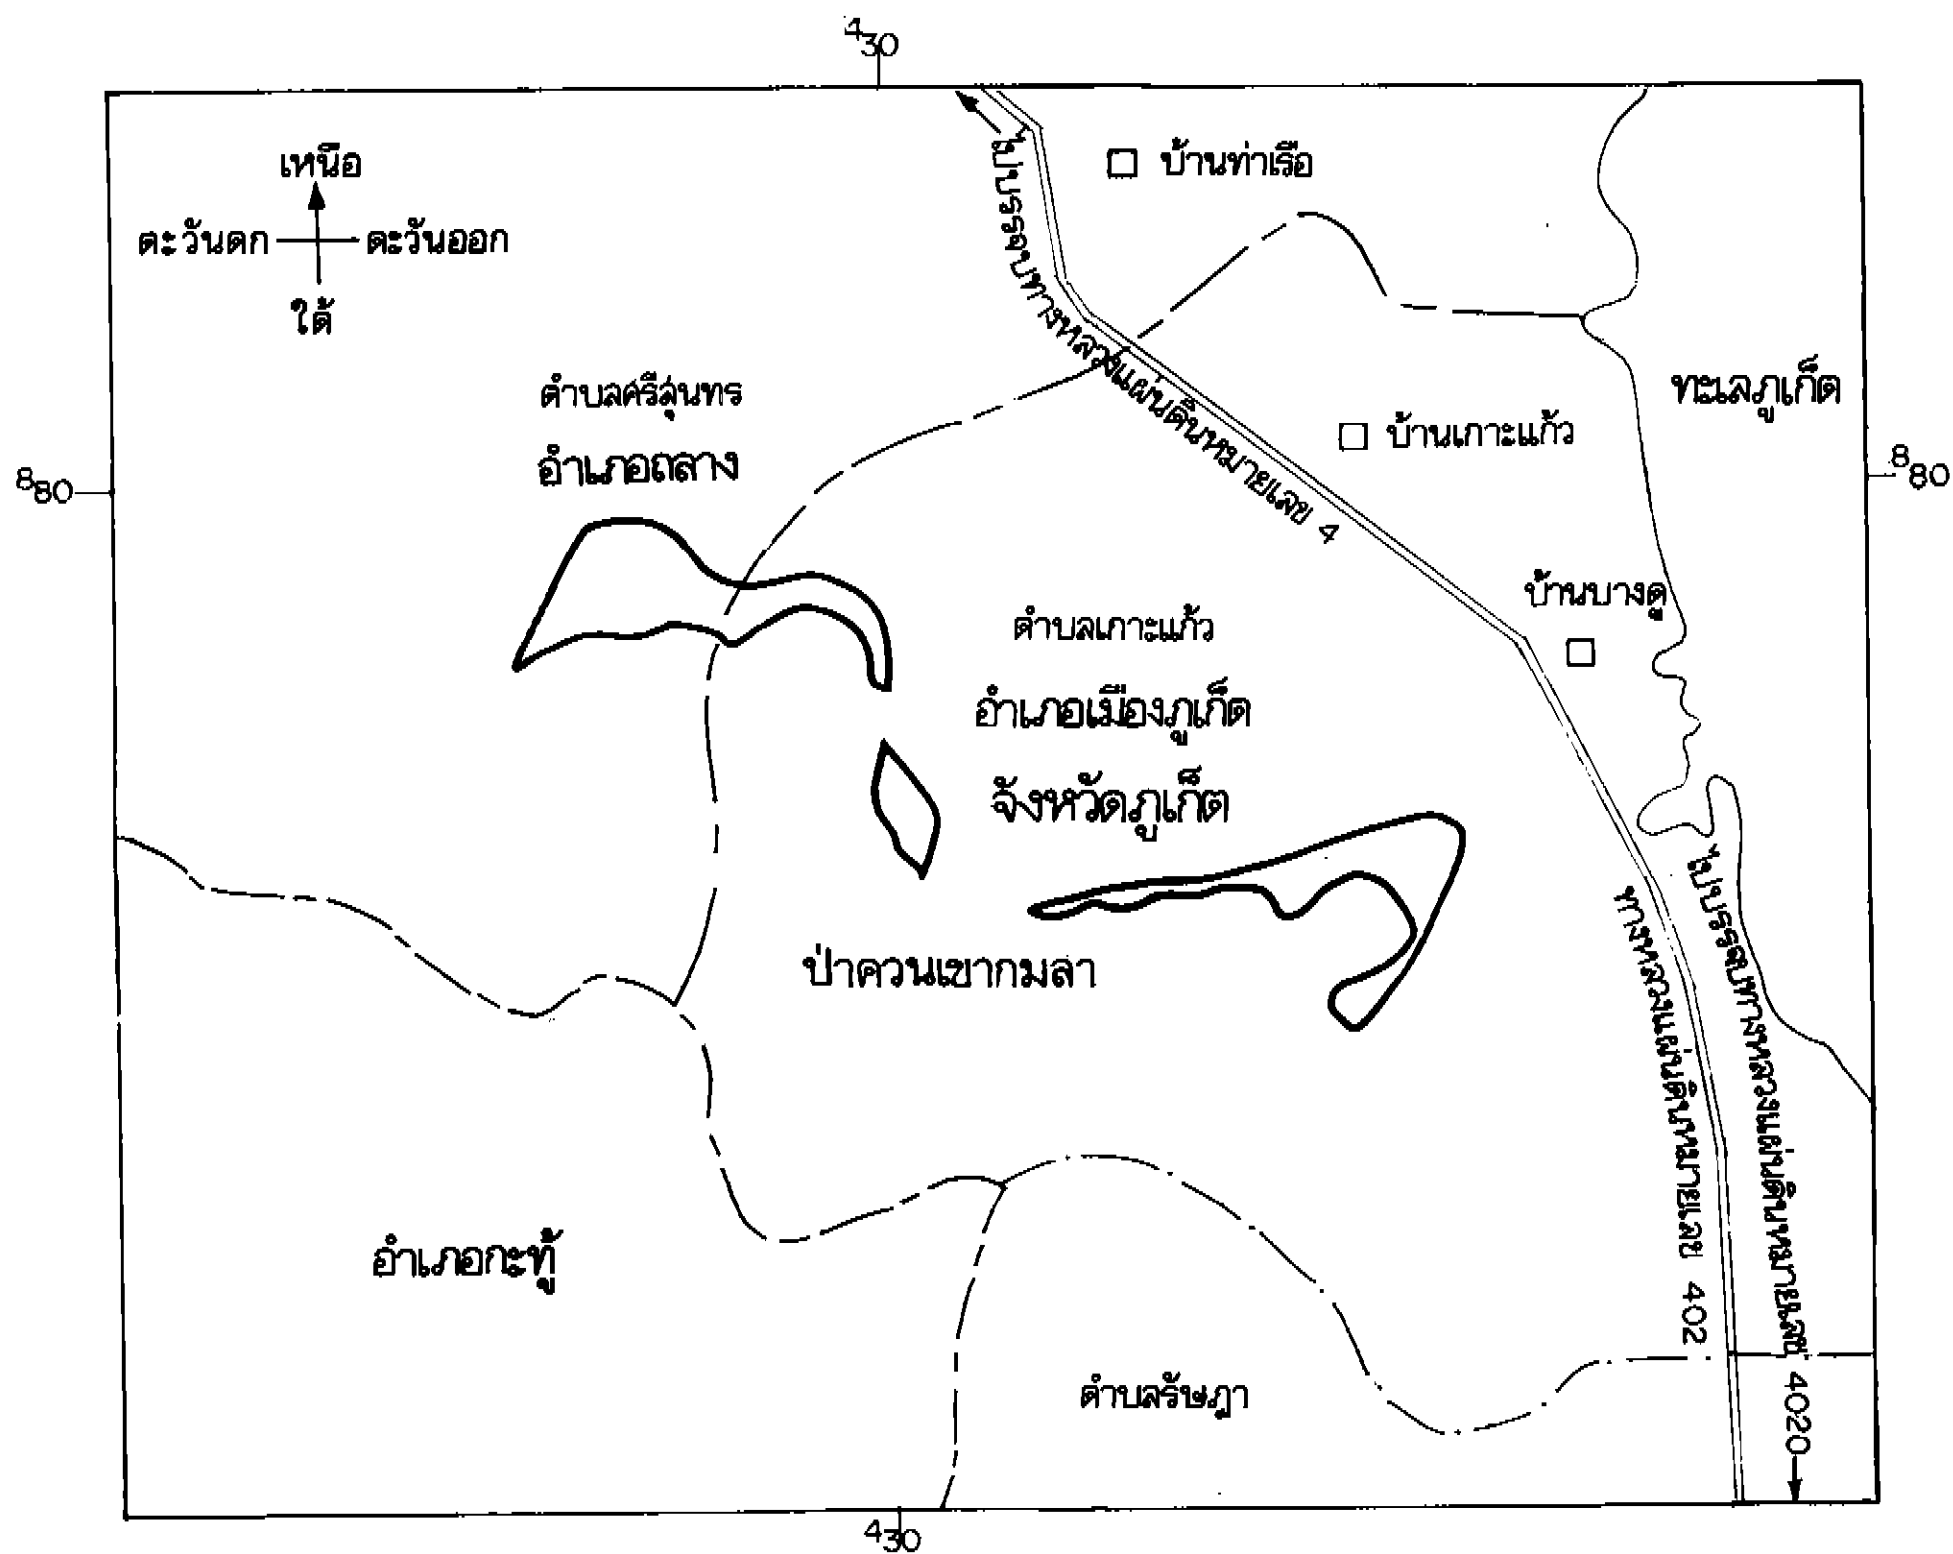 430
เหนือ
ตะวันตก
ตะวันออก
ใต้
บ้านท่าเรือ
ไปบรรจบทางหลวงแผ่นดินหมายเลข 4
ตำบลศรีสุนทร
อำเภอถลาง
ทะเลภูเก็ต
บ้านเกาะแก้ว
880
880
บ้านบางคู
ตำบลเกาะแก้ว
อำเภอเมืองภูเก็ต
จังหวัดภูเก็ต
ป่าควนเขากมลา
ทางหลวงแผ่นดินหมายเลข 402
ไปบรรจบทางหลวงแผ่นดินหมายเลข 4020
อำเภอกะทู้
ตำบลรัษฎา
430